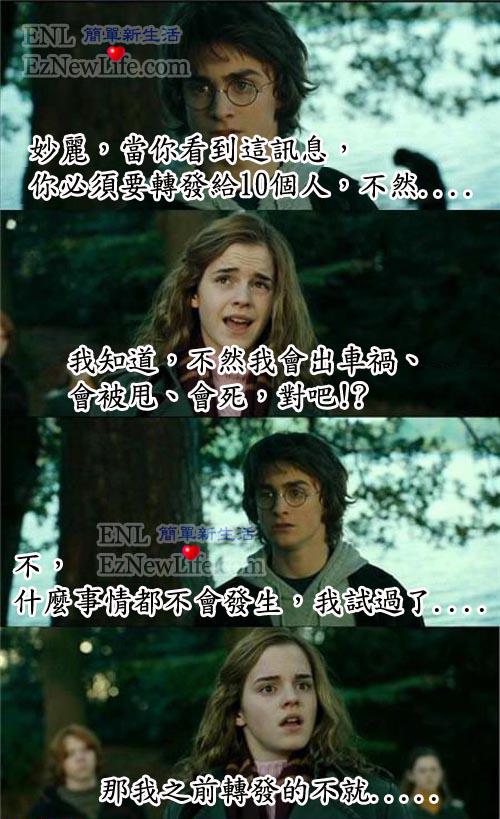 ENL 簡單新生活
EzNewLife.com
妙麗，當你看到這訊息，
你必須要轉發給10個人，不然....
我知道，不然我會出車禍、
會被甩、會死，對吧!?
ENL 簡單新生活
EzNewLife.com
不，
什麼事情都不會發生，我試過了....
那我之前轉發的不就.....